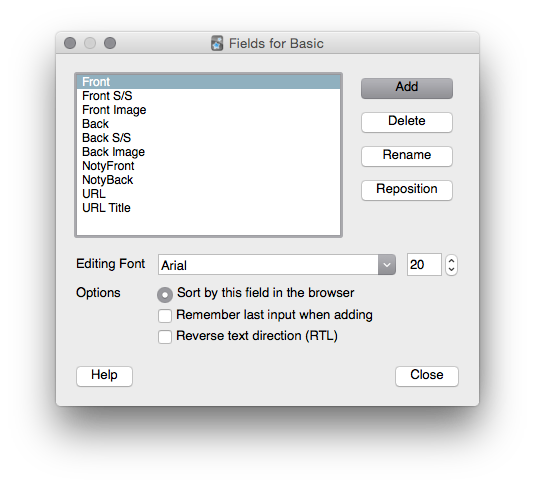 Fields for Basic
Front
Front S/S
Front Image
Back
Back S/S
Back Image
NotyFront
NotyBack
URL
URL Title
Add
Delete
Rename
Reposition
Editing Font Arial 20
Options Sort by this field in the browser
Remember last input when adding
Reverse text direction (RTL)
Help Close